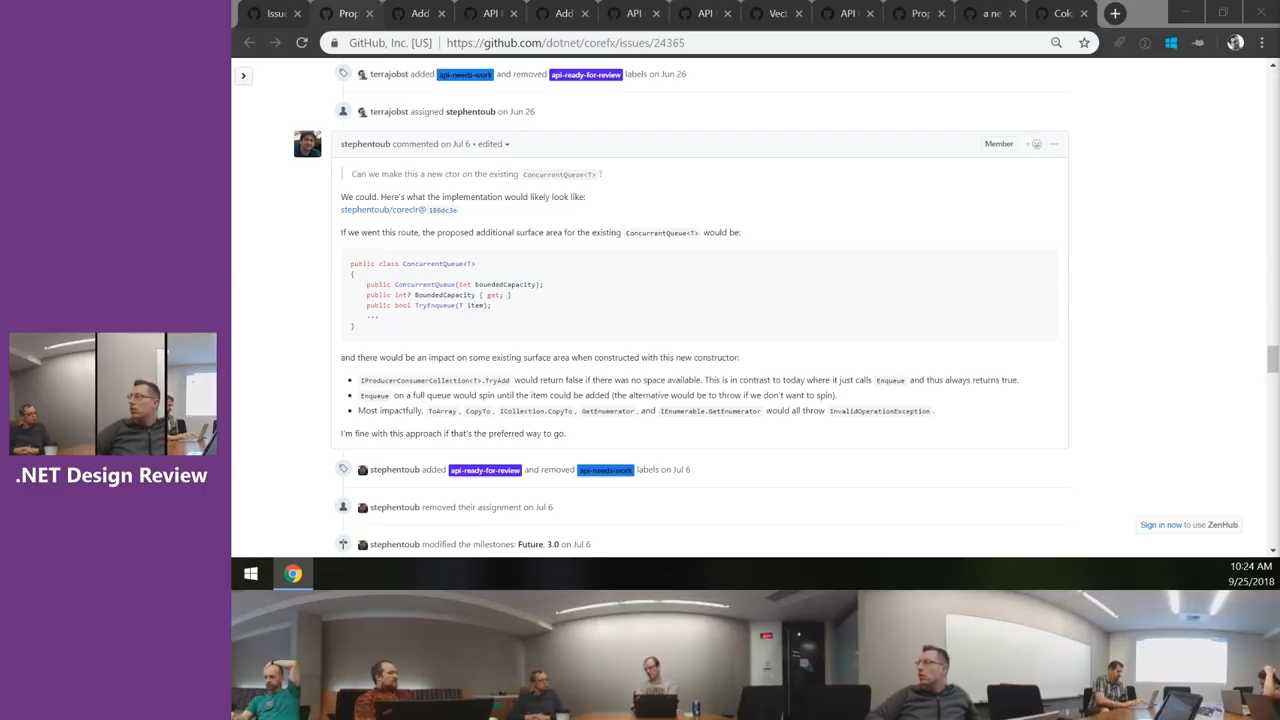 Issu
Pro
Add
API
API
Vect
API
Prop
a ne
Colo
GitHub, Inc. [US] | https://github.com/dotnet/corefx/issues/24365
terrajobst added api-needs-work and removed api-ready-for-review labels on Jun 26
terrajobst assigned stephentoub on Jun 26
stephentoub commented on Jul 6 • edited
Member
Can we make this a new ctor on the existing ConcurrentQueue<T> ?
We could. Here's what the implementation would likely look like:
stephentoub/coreclr@186dc3e
If we went this route, the proposed additional surface area for the existing ConcurrentQueue<T> would be:
public class ConcurrentQueue<T>
{
public ConcurrentQueue(int boundedCapacity);
public int? BoundedCapacity { get; }
public bool TryEnqueue(T item);
...
}
and there would be an impact on some existing surface area when constructed with this new constructor:
• IProducerConsumerCollection<T>.TryAdd would return false if there was no space available. This is in contrast to today where it just calls Enqueue and thus always returns true.
• Enqueue on a full queue would spin until the item could be added (the alternative would be to throw if we don't want to spin).
• Most impactfully, ToArray, CopyTo, ICollection.CopyTo, GetEnumerator, and IEnumerable.GetEnumerator would all throw InvalidOperationException.
I'm fine with this approach if that's the preferred way to go.
stephentoub added api-ready-for-review and removed api-needs-work labels on Jul 6
stephentoub removed their assignment on Jul 6
stephentoub modified the milestones: Future, 3.0 on Jul 6
Sign in now to use ZenHub
.NET Design Review
10:24 AM
9/25/2018